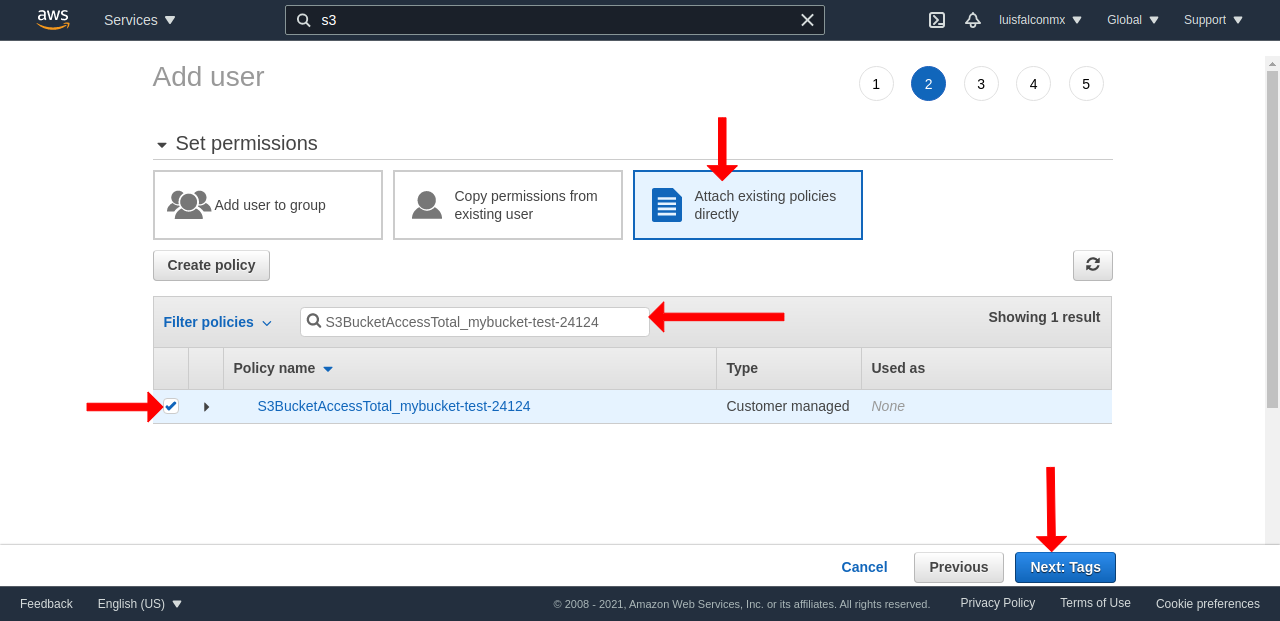 aws
Services
s3
luisfalconmx
Global
Support
Add user
1
2
3
4
5
Set permissions
Add user to group
Copy permissions from
existing user
Attach existing policies
directly
Create policy
Filter policies
S3BucketAccessTotal_mybucket-test-24124
Showing 1 result
Policy name
Type
Used as
S3BucketAccessTotal_mybucket-test-24124
Customer managed
None
Cancel
Previous
Next: Tags
Feedback
English (US)
© 2008 - 2021, Amazon Web Services, Inc. or its affiliates. All rights reserved.
Privacy Policy
Terms of Use
Cookie preferences